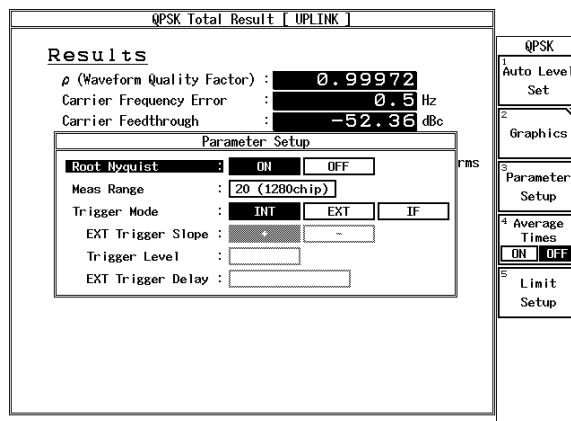 QPSK Total Result [ UPLINK ]
Results
ρ (Waveform Quality Factor) : 0.99972
Carrier Frequency Error : 0.5 Hz
Carrier Feedthrough : -52.36 dBc
rms
Parameter Setup
Root Nyquist : ON OFF
Meas Range : 20 (1280chip)
Trigger Mode : INT EXT IF
EXT Trigger Slope : + -
Trigger Level :
EXT Trigger Delay :
QPSK
1 Auto Level
Set
2 Graphics
3 Parameter
Setup
4 Average
Times
ON OFF
5 Limit
Setup